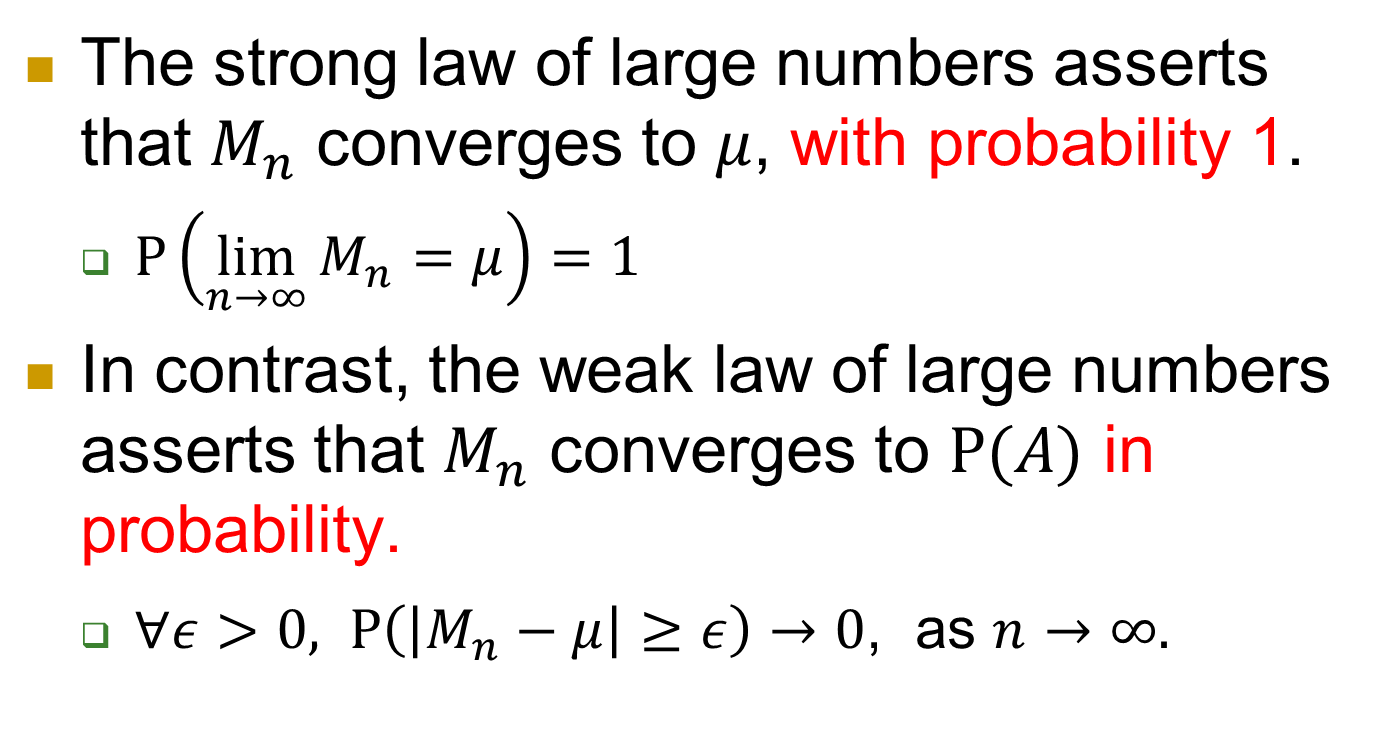 The strong law of large numbers asserts
that 𝑀ₙ converges to 𝜇, with probability 1.
P(lim 𝑀ₙ = 𝜇) = 1
𝑛→∞
In contrast, the weak law of large numbers
asserts that 𝑀ₙ converges to P(𝐴) in
probability.
∀𝜖 > 0, P(|𝑀ₙ − 𝜇| ≥ 𝜖) → 0, as 𝑛 → ∞.